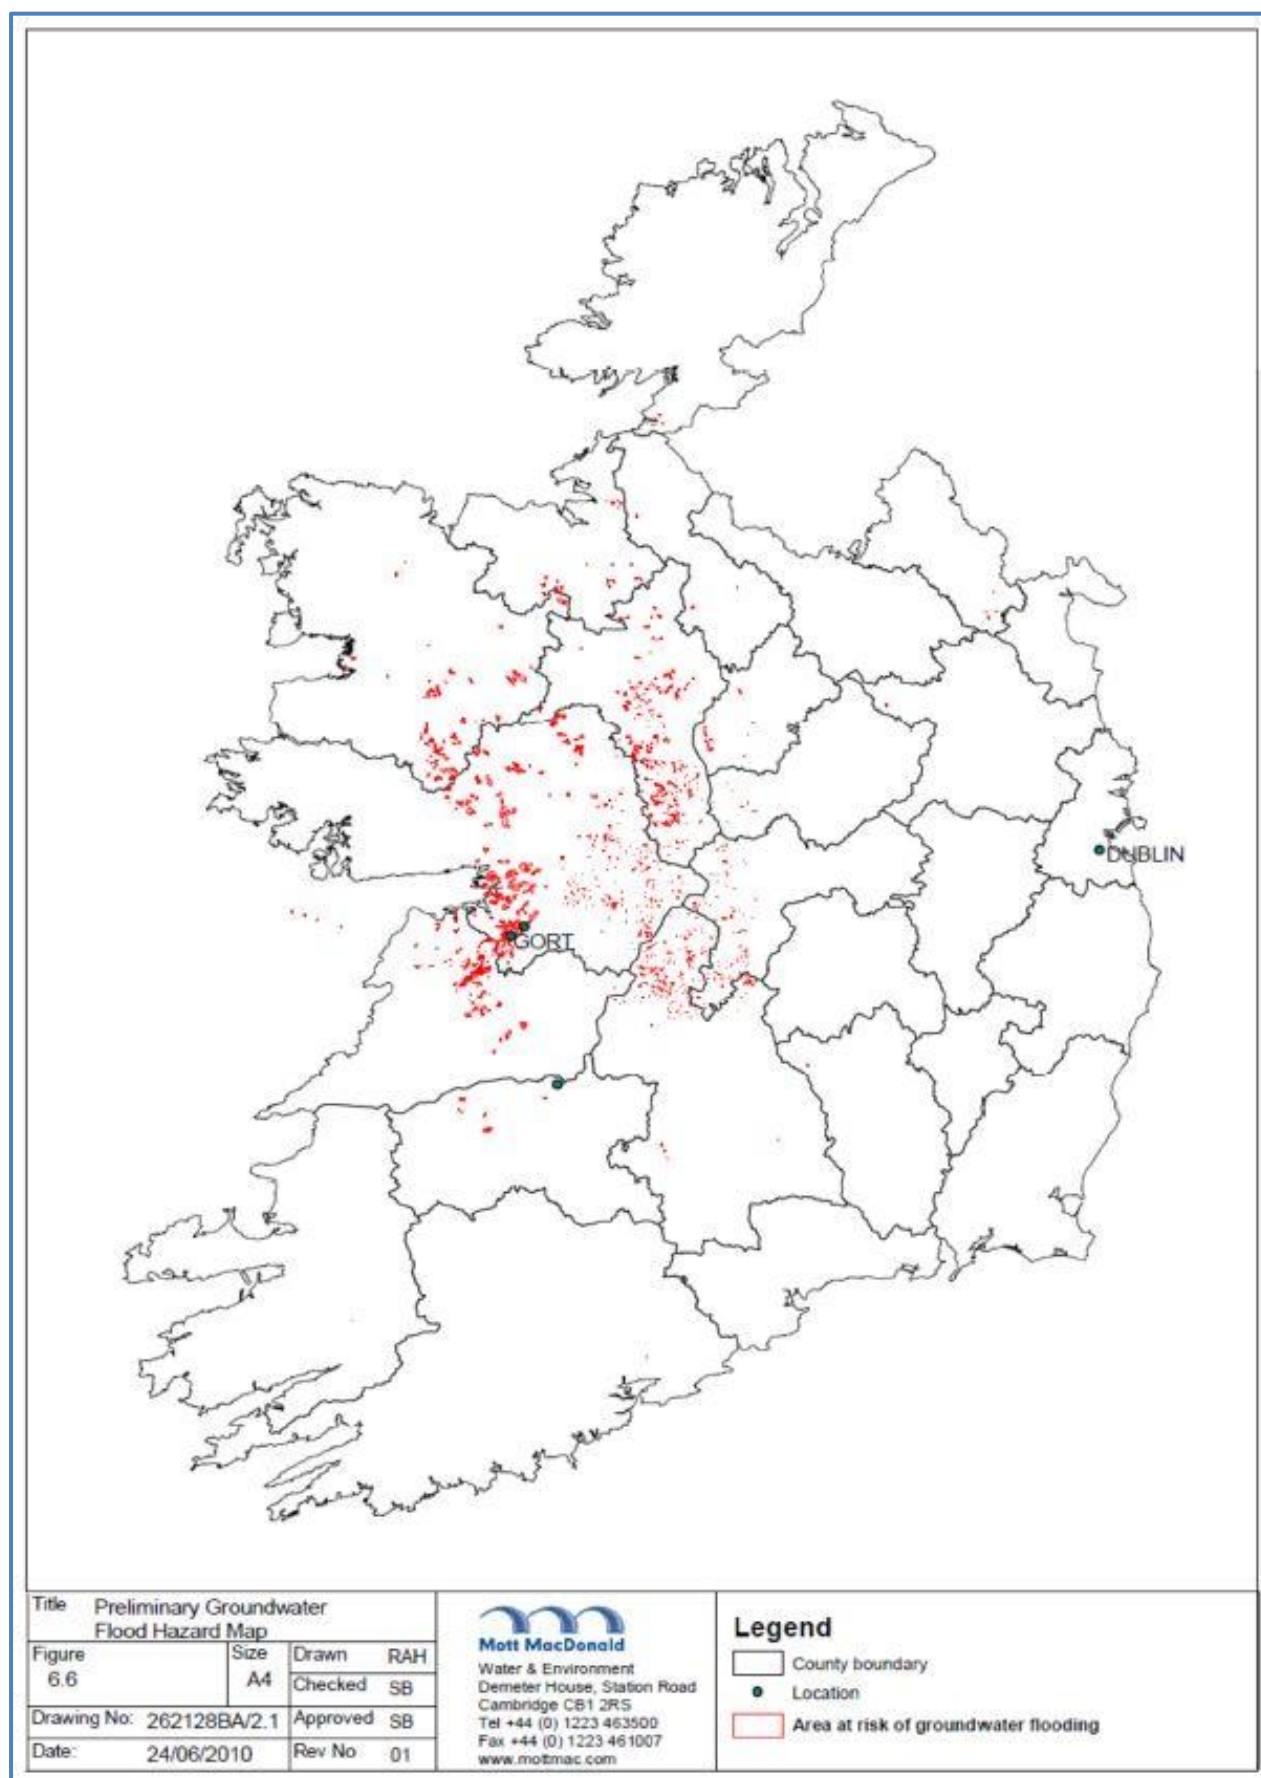 DUBLIN
GORT
Title Preliminary Groundwater
Flood Hazard Map
Figure
6.6
Size
A4
Drawn RAH
Checked SB
Drawing No: 262128BA/2.1
Approved SB
Date: 24/06/2010
Rev No 01
Mott MacDonald
Water & Environment
Demeter House, Station Road
Cambridge CB1 2RS
Tel +44 (0) 1223 463500
Fax +44 (0) 1223 461007
www.mottmac.com
Legend
County boundary
Location
Area at risk of groundwater flooding